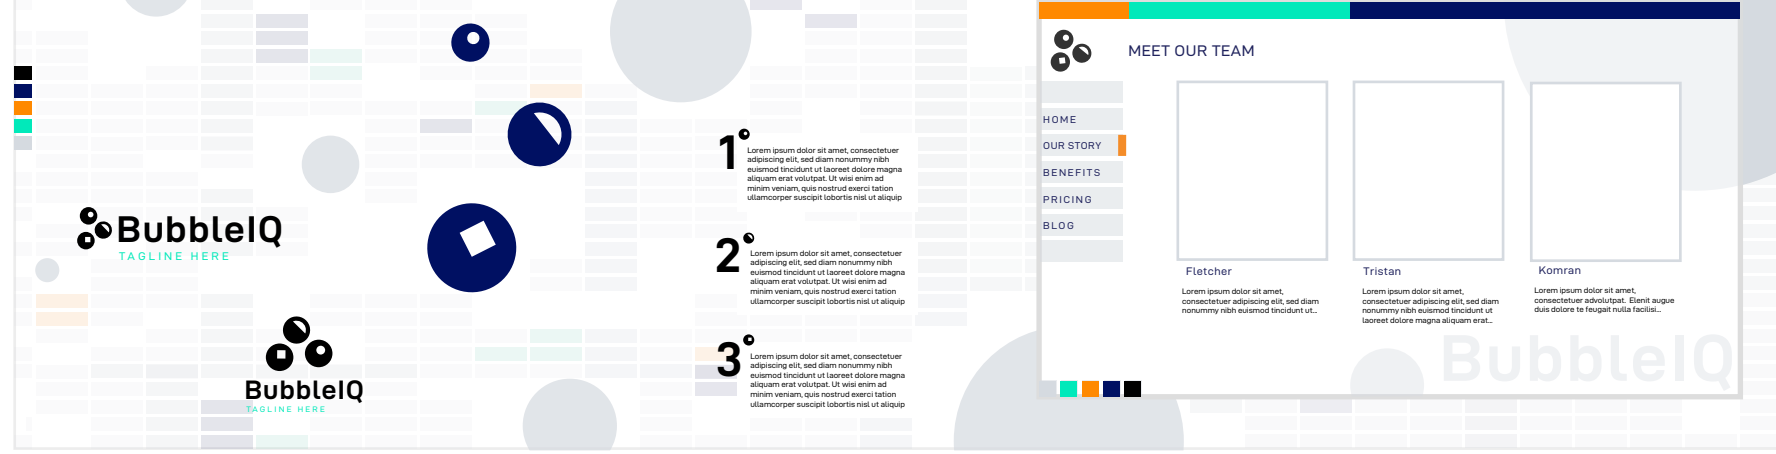 BubbleIQ
TAGLINE HERE
BubbleIQ
TAGLINE HERE
1
Lorem ipsum dolor sit amet, consectetuer
adipiscing elit, sed diam nonummy nibh
euismod tincidunt ut laoreet dolore magna
aliquam erat volutpat. Ut wisi enim ad
minim veniam, quis nostrud exerci tation
ullamcorper suscipit lobortis nisl ut aliquip
2
Lorem ipsum dolor sit amet, consectetuer
adipiscing elit, sed diam nonummy nibh
euismod tincidunt ut laoreet dolore magna
aliquam erat volutpat. Ut wisi enim ad
minim veniam, quis nostrud exerci tation
ullamcorper suscipit lobortis nisl ut aliquip
3
Lorem ipsum dolor sit amet, consectetuer
adipiscing elit, sed diam nonummy nibh
euismod tincidunt ut laoreet dolore magna
aliquam erat volutpat. Ut wisi enim ad
minim veniam, quis nostrud exerci tation
ullamcorper suscipit lobortis nisl ut aliquip
MEET OUR TEAM
HOME
OUR STORY
BENEFITS
PRICING
BLOG
Fletcher
Lorem ipsum dolor sit amet,
consectetuer adipiscing elit, sed diam
nonummy nibh euismod tincidunt ut...
Tristan
Lorem ipsum dolor sit amet,
consectetuer adipiscing elit, sed diam
nonummy nibh euismod tincidunt ut
laoreet dolore magna aliquam erat...
Komran
Lorem ipsum dolor sit amet,
consectetuer advolutpat. Elenit augue
duis dolore te feugait nulla facilisi...
BubbleIQ